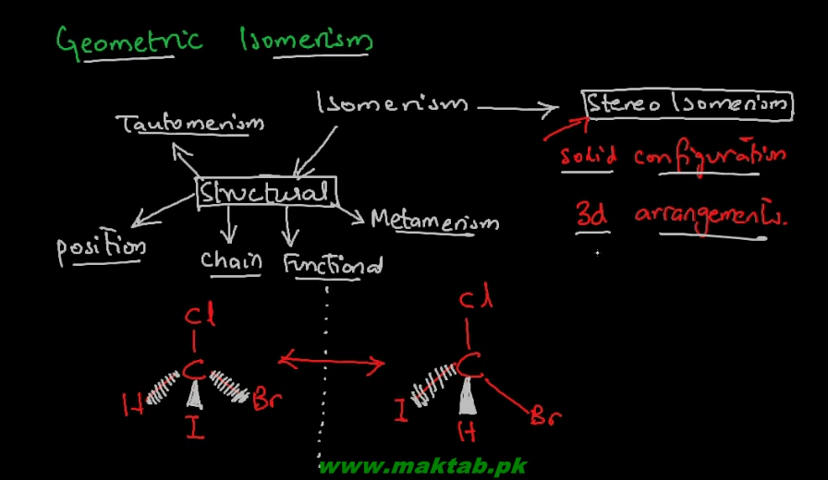 Geometric Isomerism
Isomerism
Stereo Isomerism
Tautomerism
solid configuration
Structural
3d arrangements.
Metamerism
position
chain
Functional
Cl
Cl
C
C
H
Br
I
I
Br
H
www.maktab.pk